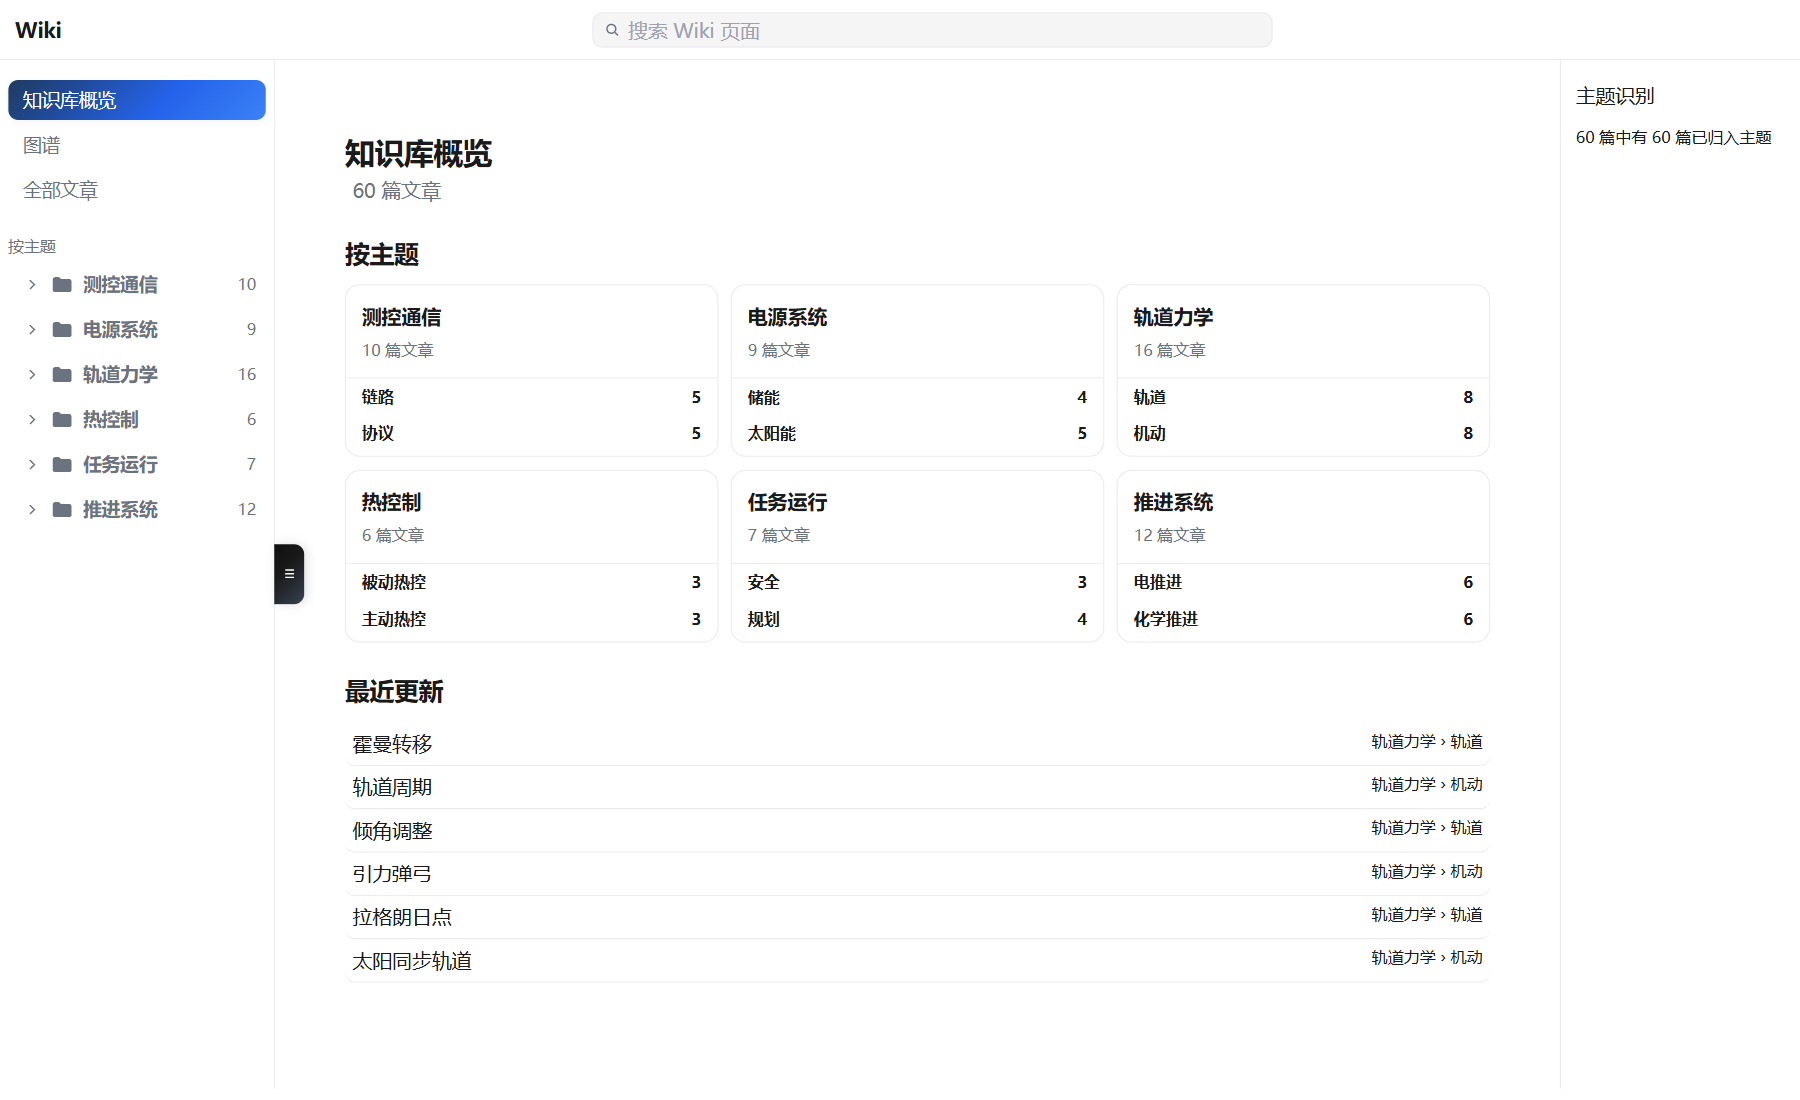 Wiki
搜索 Wiki 页面
知识库概览
图谱
全部文章
按主题
测控通信 10
电源系统 9
轨道力学 16
热控制 6
任务运行 7
推进系统 12
知识库概览
60 篇文章
按主题
测控通信
10 篇文章
链路 5
协议 5
电源系统
9 篇文章
储能 4
太阳能 5
轨道力学
16 篇文章
轨道 8
机动 8
热控制
6 篇文章
被动热控 3
主动热控 3
任务运行
7 篇文章
安全 3
规划 4
推进系统
12 篇文章
电推进 6
化学推进 6
最近更新
霍曼转移 轨道力学 › 轨道
轨道周期 轨道力学 › 机动
倾角调整 轨道力学 › 轨道
引力弹弓 轨道力学 › 机动
拉格朗日点 轨道力学 › 轨道
太阳同步轨道 轨道力学 › 机动
主题识别
60 篇中有 60 篇已归入主题